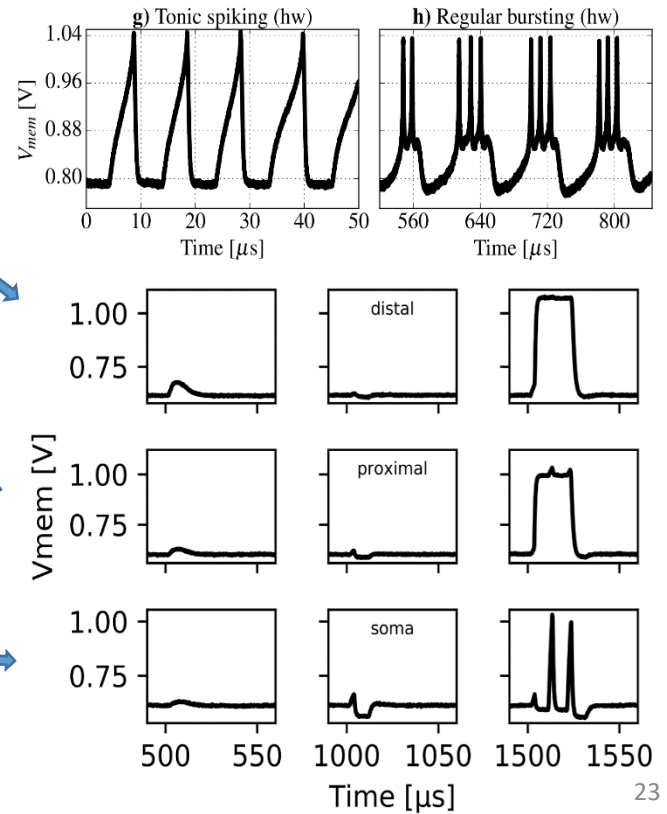 g) Tonic spiking (hw)
h) Regular bursting (hw)
1.04
0.96
0.88
0.80
V_mem [V]
0 10 20 30 40 50
560 640 720 800
Time [μs]
Time [μs]
distal
1.00
0.75
proximal
1.00
0.75
Vmem [V]
soma
1.00
0.75
500 550 1000 1050 1500 1550
Time [μs]
23